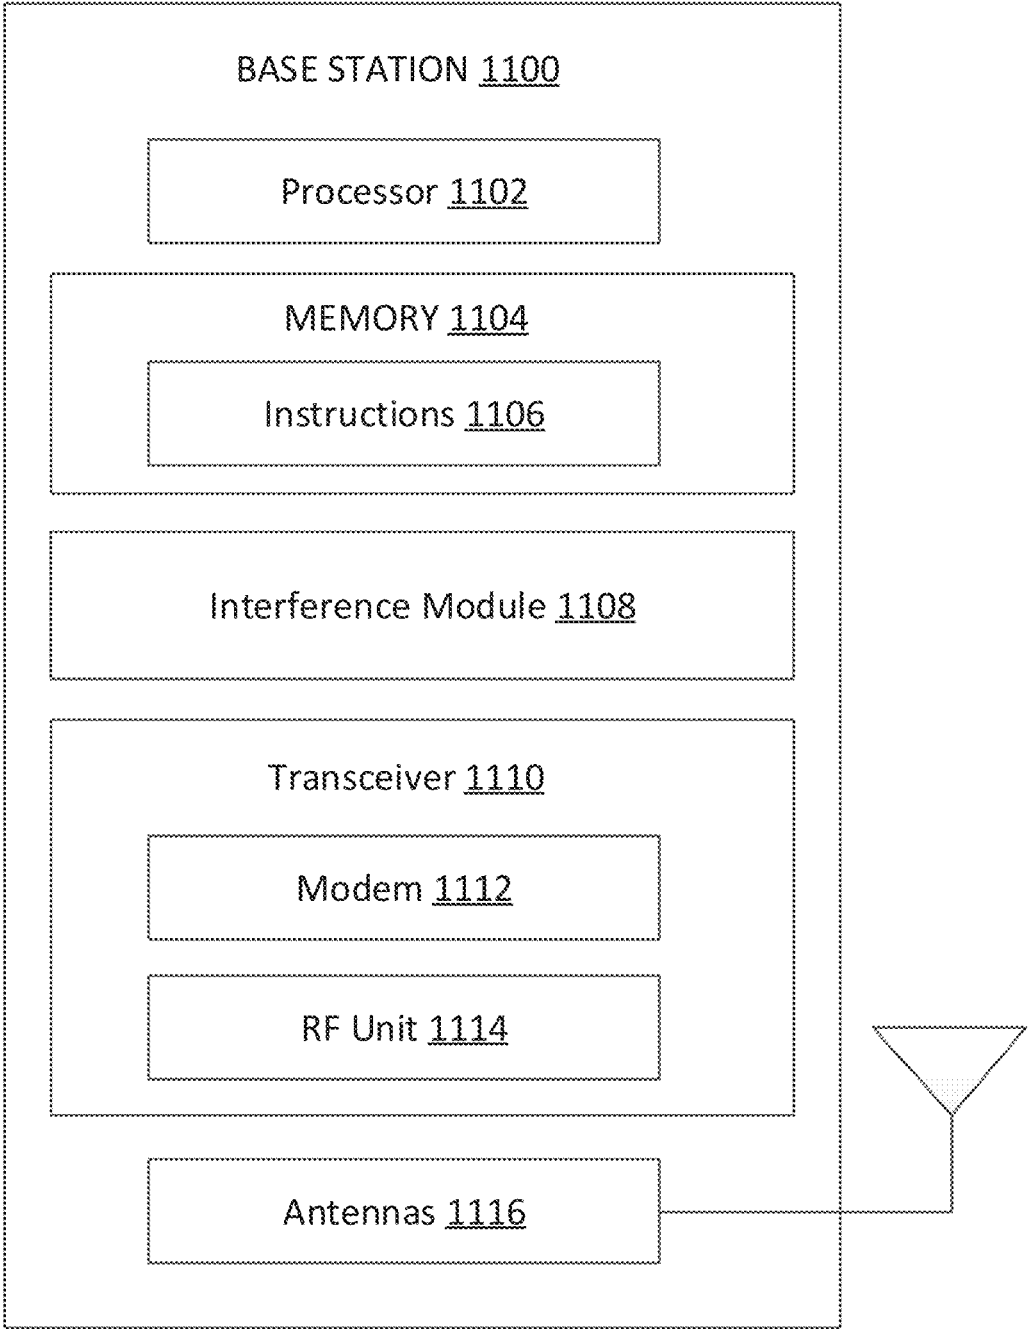 BASE STATION 1100
Processor 1102
MEMORY 1104
Instructions 1106
Interference Module 1108
Transceiver 1110
Modem 1112
RF Unit 1114
Antennas 1116